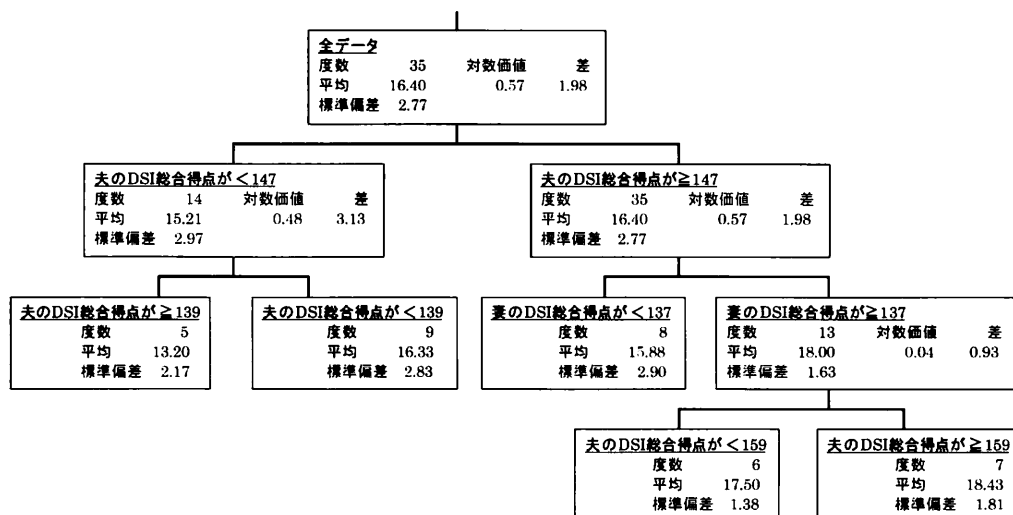 全データ
度数 35 対数価値 差
平均 16.40 0.57 1.98
標準偏差 2.77
夫のDSI総合得点が<147
度数 14 対数価値 差
平均 15.21 0.48 3.13
標準偏差 2.97
夫のDSI総合得点が≧147
度数 35 対数価値 差
平均 16.40 0.57 1.98
標準偏差 2.77
夫のDSI総合得点が≧139
度数 5
平均 13.20
標準偏差 2.17
夫のDSI総合得点が<139
度数 9
平均 16.33
標準偏差 2.83
妻のDSI総合得点が<137
度数 8
平均 15.88
標準偏差 2.90
妻のDSI総合得点が≧137
度数 13 対数価値 差
平均 18.00 0.04 0.93
標準偏差 1.63
夫のDSI総合得点が<159
度数 6
平均 17.50
標準偏差 1.38
夫のDSI総合得点が≧159
度数 7
平均 18.43
標準偏差 1.81